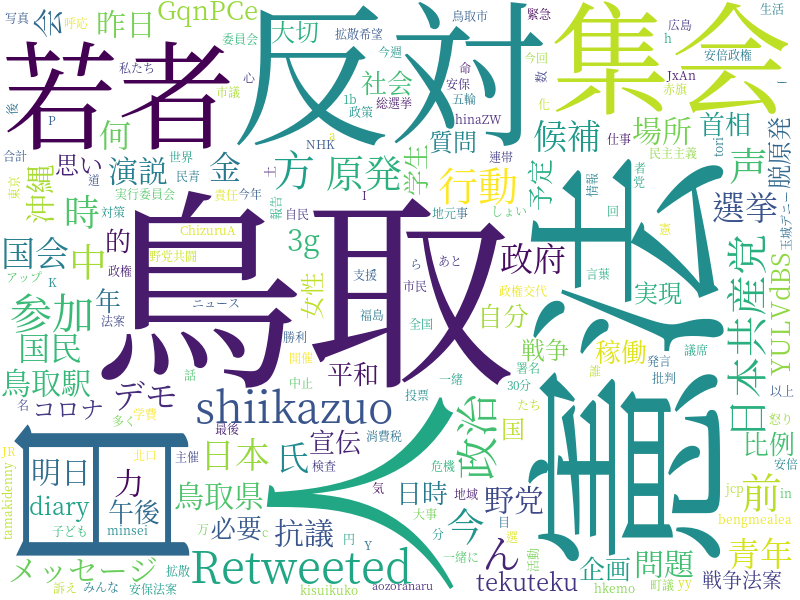 写真
呼応
会
昨日
GqnPCe
委員会
大切
拡散希望
鳥取市
緊急
今週
命
今回
広島
安倍政権
生活
h
反対
集会
若者
私たち
心
社会
安保
数
化
JxAn
赤旗
後
P
市議
1b
政策
総選挙
五輪
hinaZW
何
質問
候補
場所
首相
合計
思い
演説
金
NHK
方
原発
学生
連帯
行動
予定
仕事
民主主義
声
tori
脱原発
東京
沖縄
時
世界
民青
道
土
報告
自民
I
地元
情報
者党
選挙
玉城デニー
国会
中
的
実行委員会
対策
責任
今年
ChizuruA
3g
しょい
回
政府
参加
政権
野党共闘
鳥取
憲法
アップ
K
年
法案
ニュース
女性
支援
ら
あと
市民
政権交代
言葉
実現
日本共産党
YULVdBS
国民
福島
全国
自分
鳥取駅
デモ
勝利
開催
平和
戦争
稼働
発言
批判
議席
コロナ
話
中止
一緒
署名
30分
誰
名
学費
多く
shiikazuo
投票
たち
政治
以上
怒り
比例
JR
北口
最後
日本
宣伝
消費税
国
人
田
明日
力
主催
検査
氏
危機
地域
気
日時
野党
安倍
tamakidenny
diary
午後
鳥取県
必要
抗議
今
ん
前
jcp
in
bengmealea
子ども
minsei
万
c
円
大事
目
選
分
青年
メッセージ
拡散
Retweeted
Y
一緒に
活動
企画
問題
訴え
みんな
安保法案
kisuikuko
aozoranaru
tekuteku
hkemo
町議
yy
戦争法案